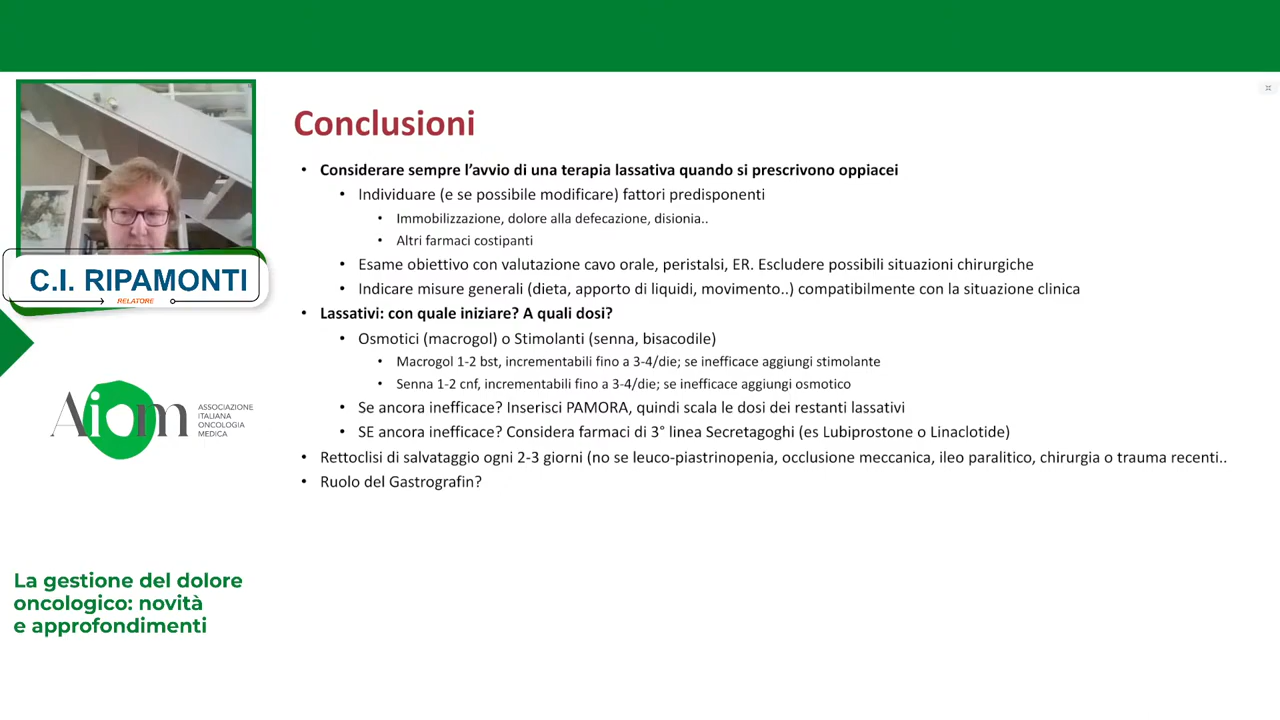 Conclusioni
• Considerare sempre l'avvio di una terapia lassativa quando si prescrivono oppiacei
• Individuare (e se possibile modificare) fattori predisponenti
• Immobilizzazione, dolore alla defecazione, disionia..
• Altri farmaci costipanti
• Esame obiettivo con valutazione cavo orale, peristalsi, ER. Escludere possibili situazioni chirurgiche
• Indicare misure generali (dieta, apporto di liquidi, movimento..) compatibilmente con la situazione clinica
• Lassativi: con quale iniziare? A quali dosi?
• Osmotici (macrogol) o Stimolanti (senna, bisacodile)
• Macrogol 1-2 bst, incrementabili fino a 3-4/die; se inefficace aggiungi stimolante
• Senna 1-2 cnf, incrementabili fino a 3-4/die; se inefficace aggiungi osmotico
• Se ancora inefficace? Inserisci PAMORA, quindi scala le dosi dei restanti lassativi
• SE ancora inefficace? Considera farmaci di 3° linea Secretagoghi (es Lubiprostone o Linaclotide)
• Rettoclisi di salvataggio ogni 2-3 giorni (no se leuco-piastrinopenia, occlusione meccanica, ileo paralitico, chirurgia o trauma recenti..
• Ruolo del Gastrografin?
C.I. RIPAMONTI
RELATORE
Aiom
ASSOCIAZIONE
ITALIANA
ONCOLOGIA
MEDICA
La gestione del dolore
oncologico: novità
e approfondimenti